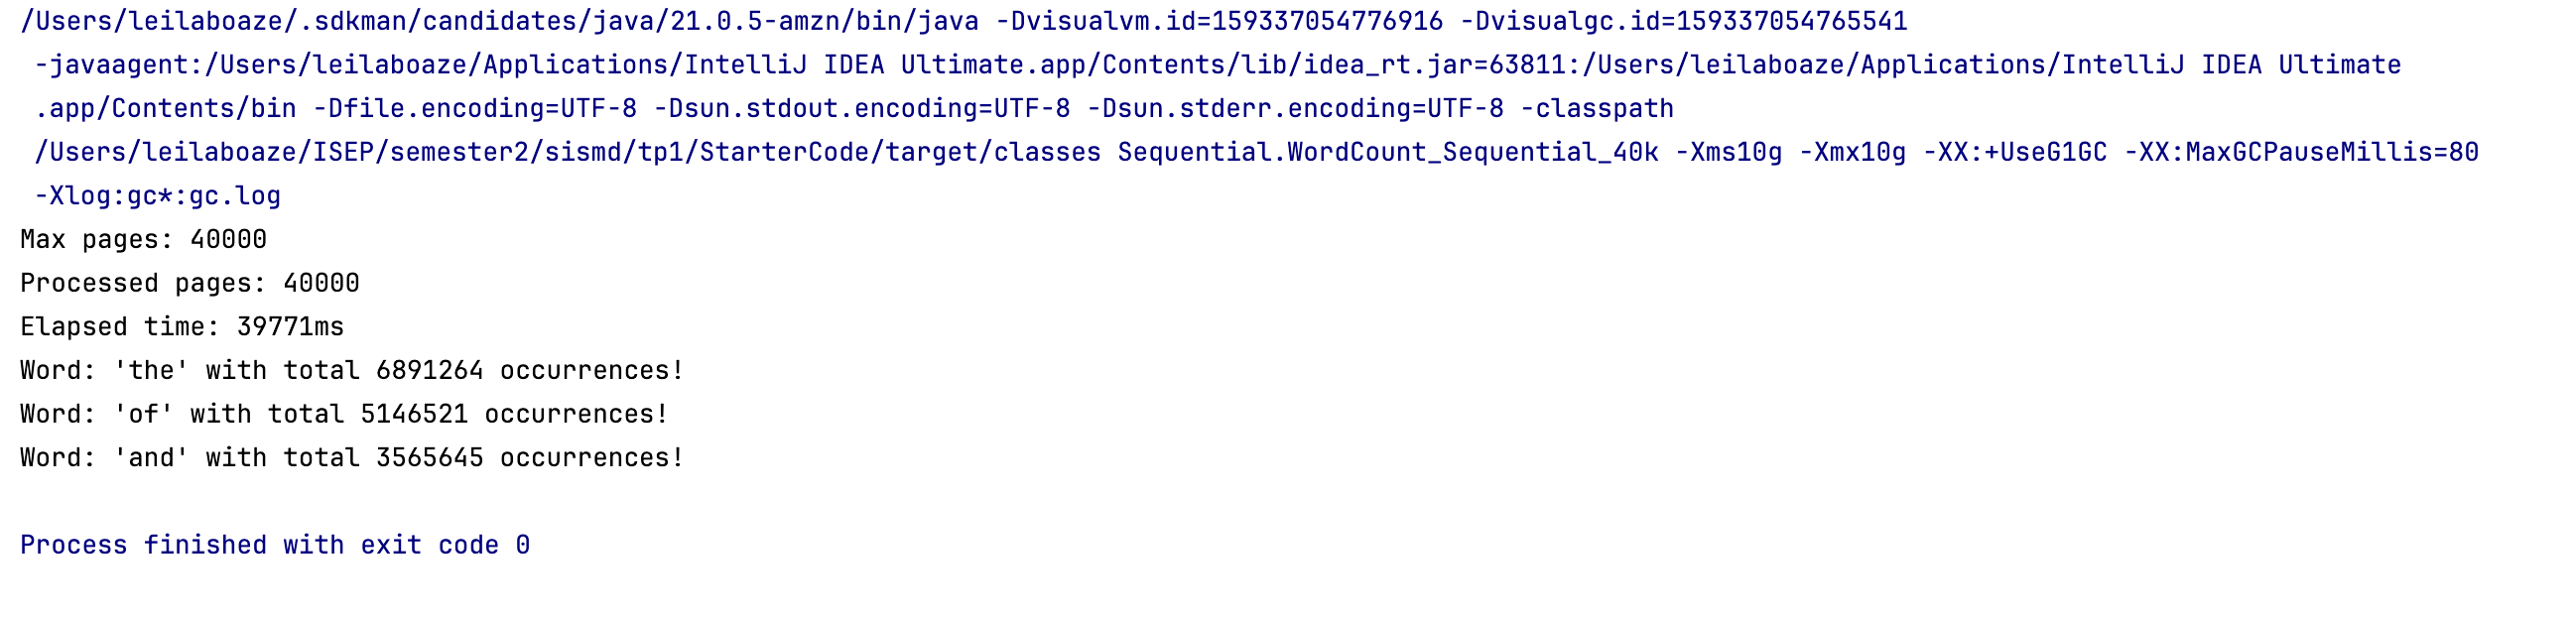 /Users/leilaboaze/.sdkman/candidates/java/21.0.5-amzn/bin/java -Dvisualvm.id=159337054776916 -Dvisualgc.id=159337054765541
-javaagent:/Users/leilaboaze/Applications/IntelliJ IDEA Ultimate.app/Contents/lib/idea_rt.jar=63811:/Users/leilaboaze/Applications/IntelliJ IDEA Ultimate
.app/Contents/bin -Dfile.encoding=UTF-8 -Dsun.stdout.encoding=UTF-8 -Dsun.stderr.encoding=UTF-8 -classpath
/Users/leilaboaze/ISEP/semester2/sismd/tp1/StarterCode/target/classes Sequential.WordCount_Sequential_40k -Xms10g -Xmx10g -XX:+UseG1GC -XX:MaxGCPauseMillis=80
-Xlog:gc*:gc.log
Max pages: 40000
Processed pages: 40000
Elapsed time: 39771ms
Word: 'the' with total 6891264 occurrences!
Word: 'of' with total 5146521 occurrences!
Word: 'and' with total 3565645 occurrences!
Process finished with exit code 0